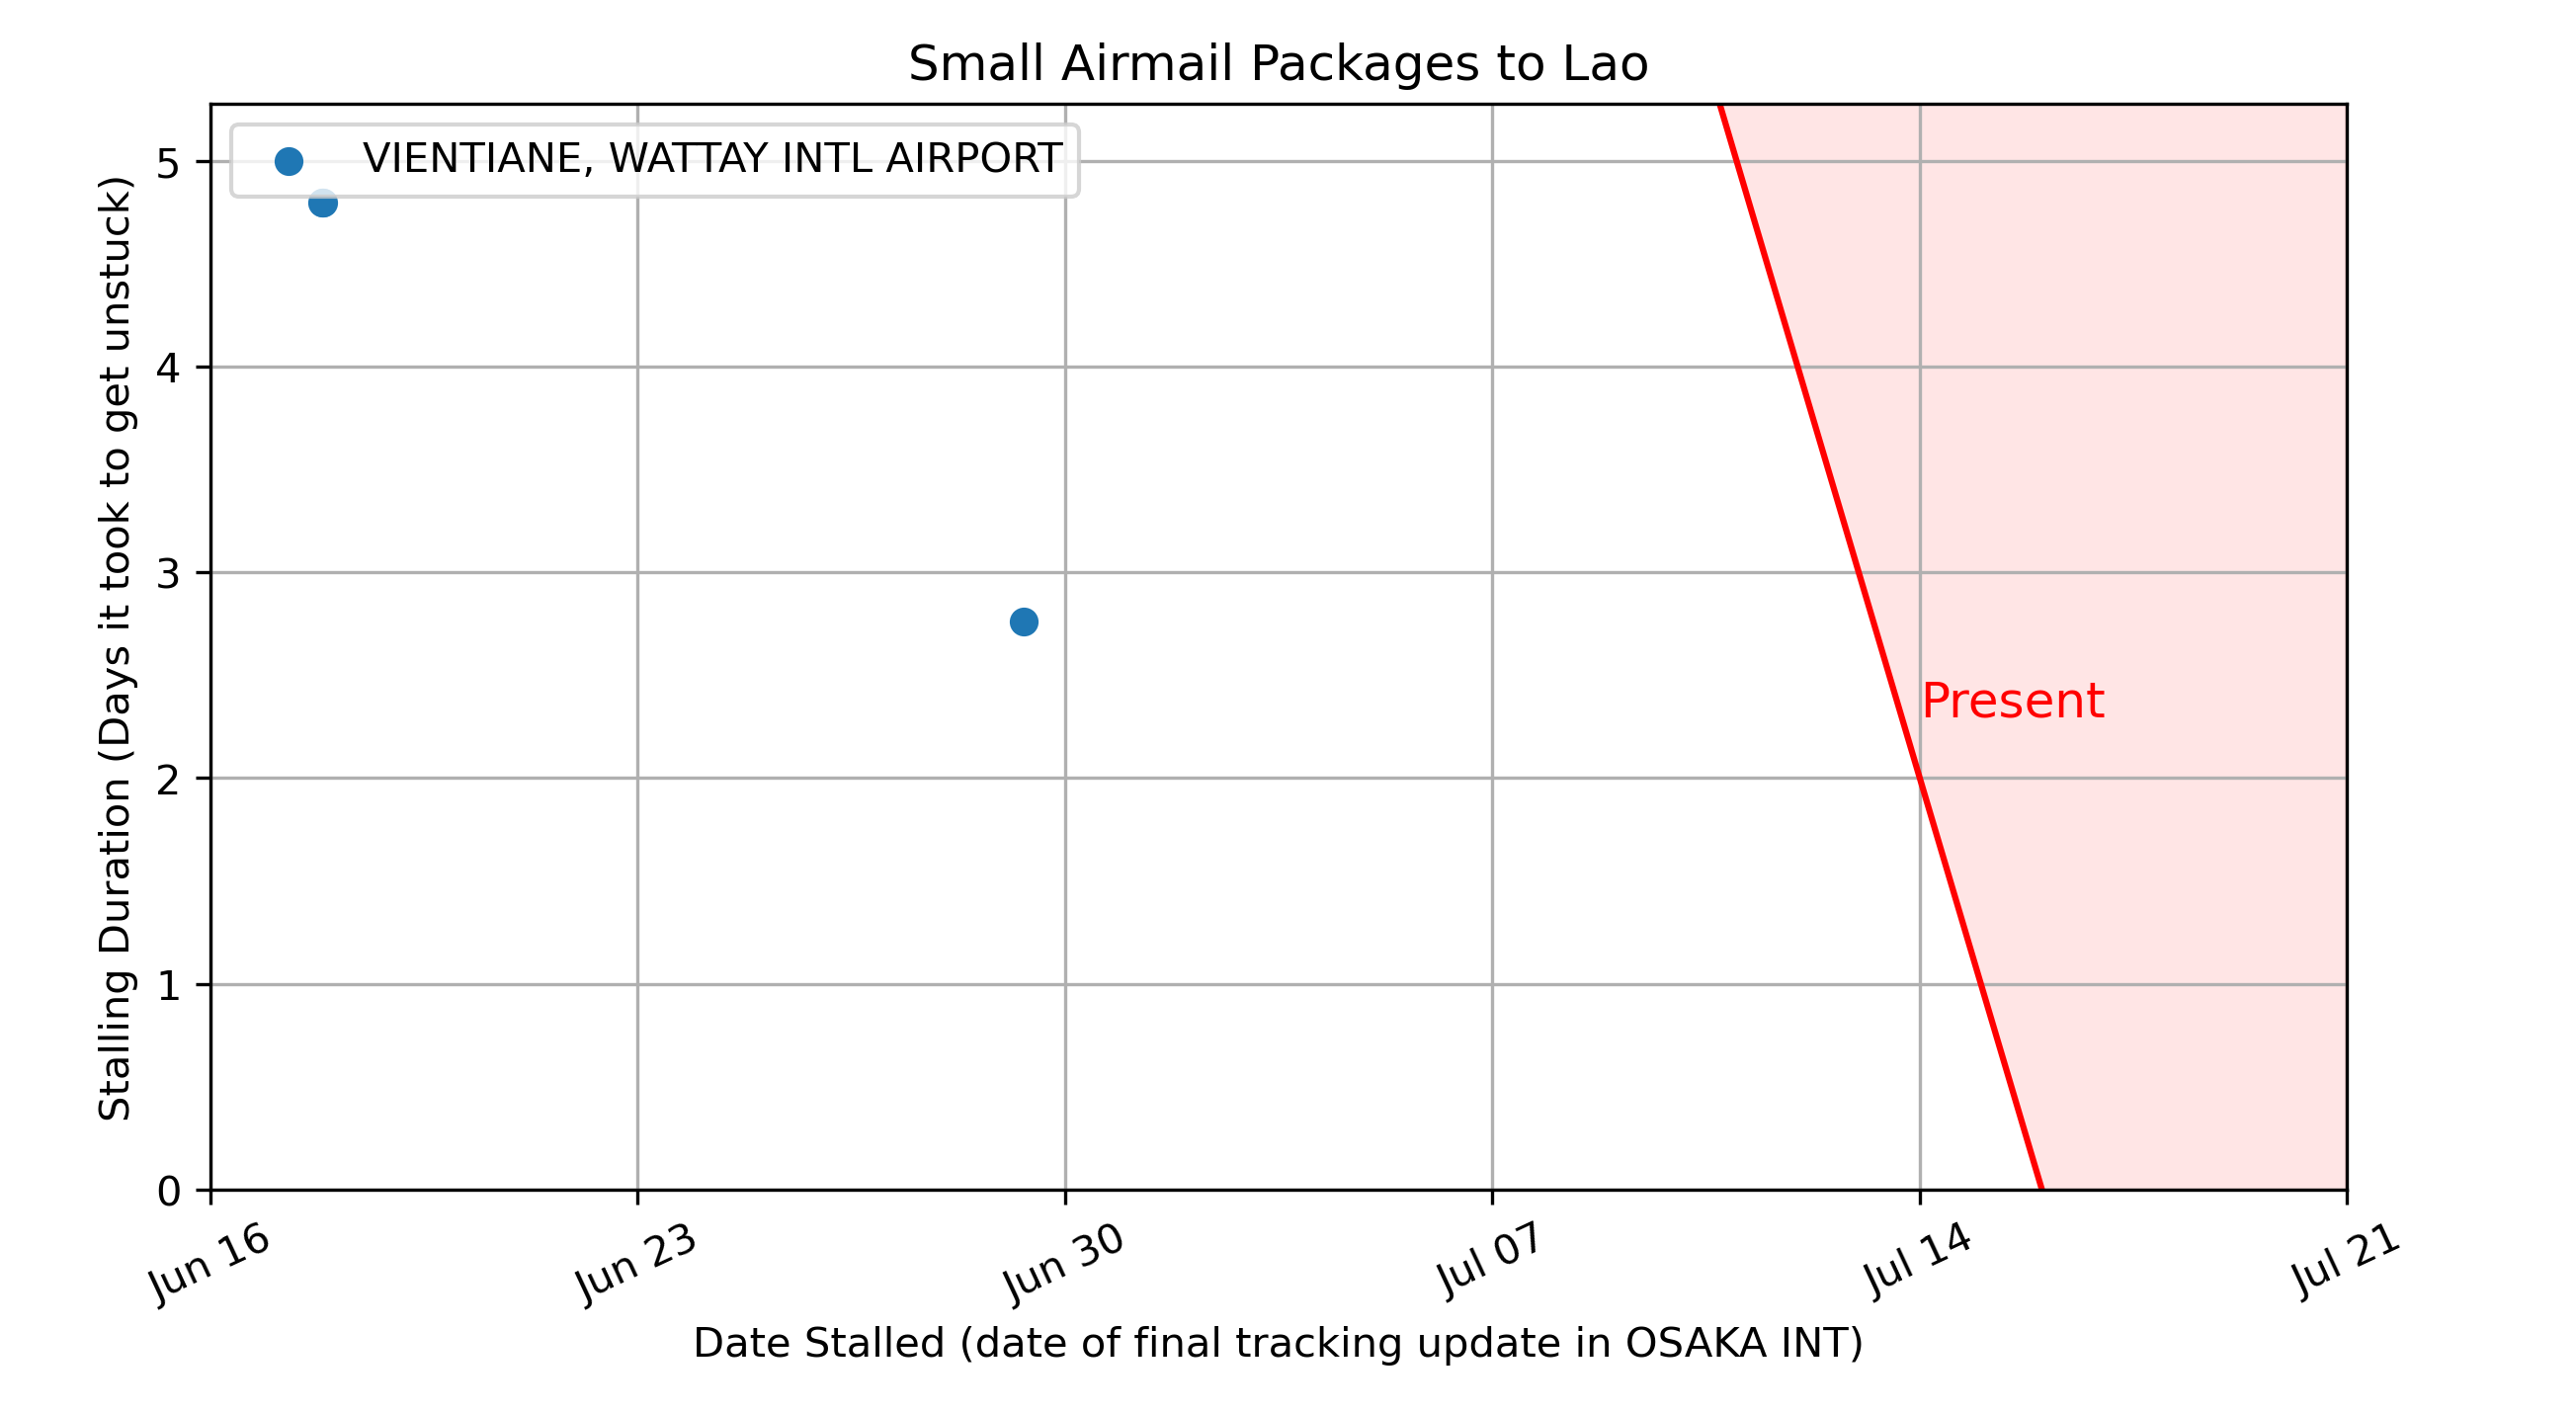 Small Airmail Packages to Lao
VIENTIANE, WATTAY INTL AIRPORT
Stalling Duration (Days it took to get unstuck)
5
4
3
2
1
0
Present
Jun 16
Jun 23
Jun 30
Jul 07
Jul 14
Jul 21
Date Stalled (date of final tracking update in OSAKA INT)